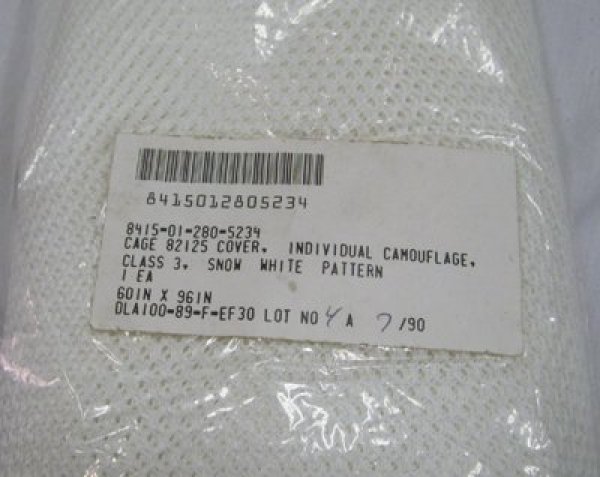 8415012805234
8415-01-280-5234
CAGE 82125 COVER, INDIVIDUAL CAMOUFLAGE,
CLASS 3, SNOW WHITE PATTERN
1 EA
60IN X 96IN
DLA100-89-F-EF30 LOT NO 4 A 7/90